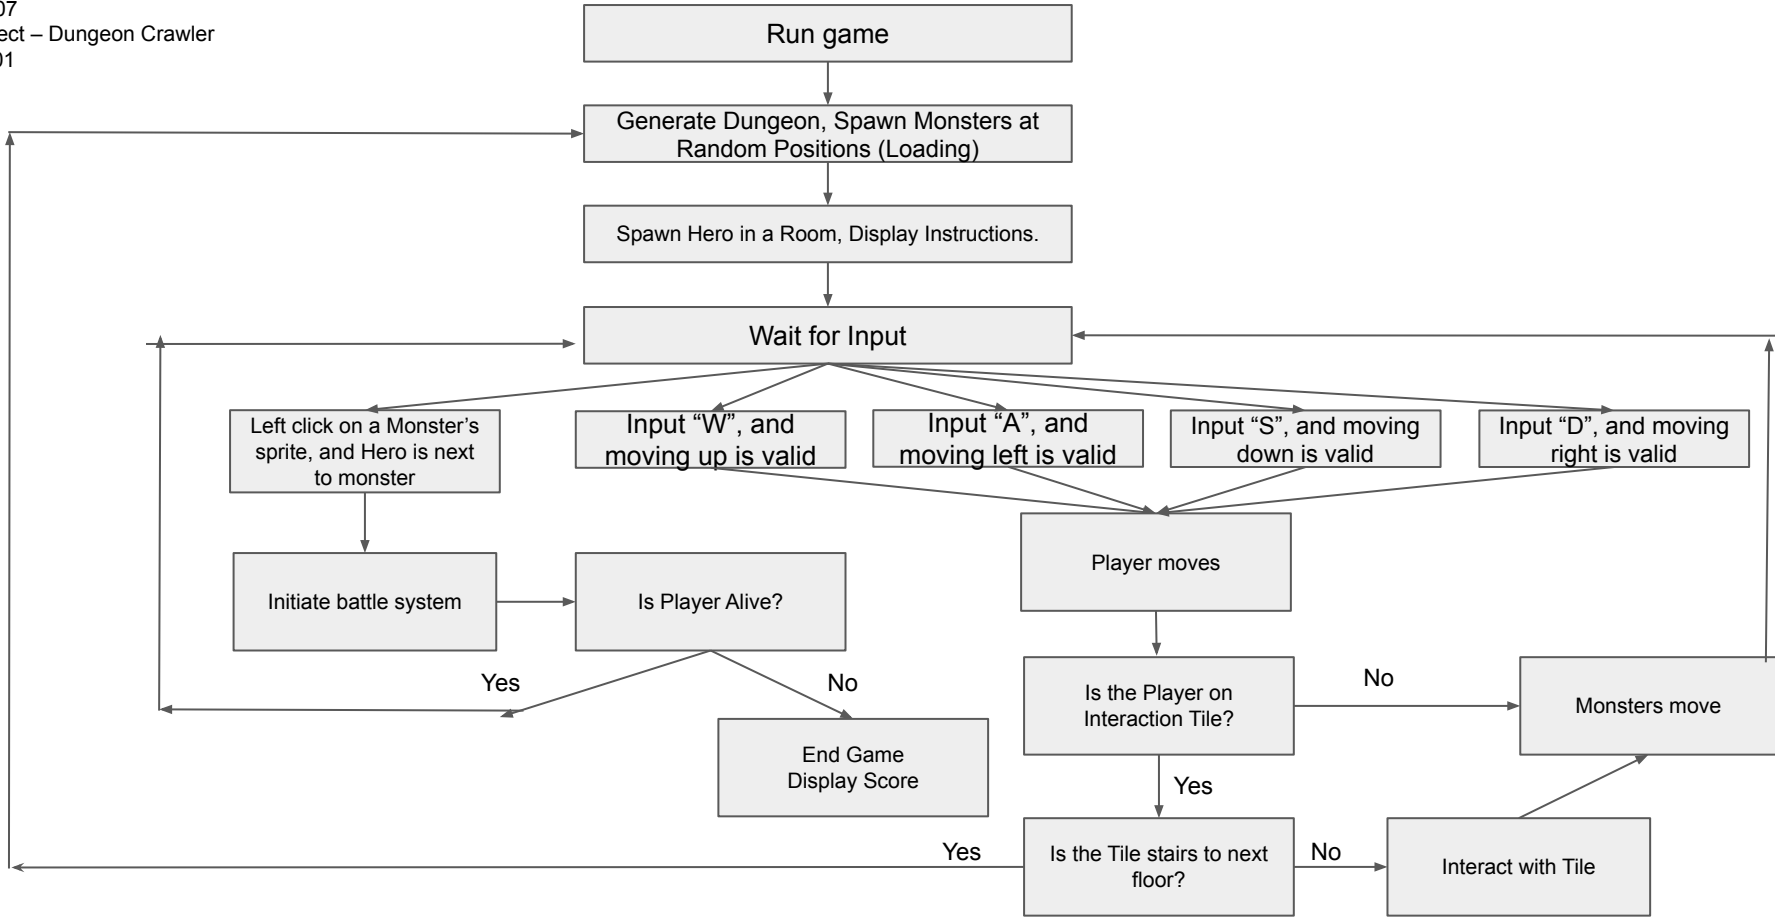 07
ect – Dungeon Crawler
01
Run game
Generate Dungeon, Spawn Monsters at
Random Positions (Loading)
Spawn Hero in a Room, Display Instructions.
Wait for Input
Left click on a Monster’s
sprite, and Hero is next
to monster
Input “W”, and
moving up is valid
Input “A”, and
moving left is valid
Input “S”, and moving
down is valid
Input “D”, and moving
right is valid
Player moves
Initiate battle system
Is Player Alive?
Yes
No
Is the Player on
Interaction Tile?
No
Monsters move
End Game
Display Score
Yes
Yes
Is the Tile stairs to next
floor?
No
Interact with Tile